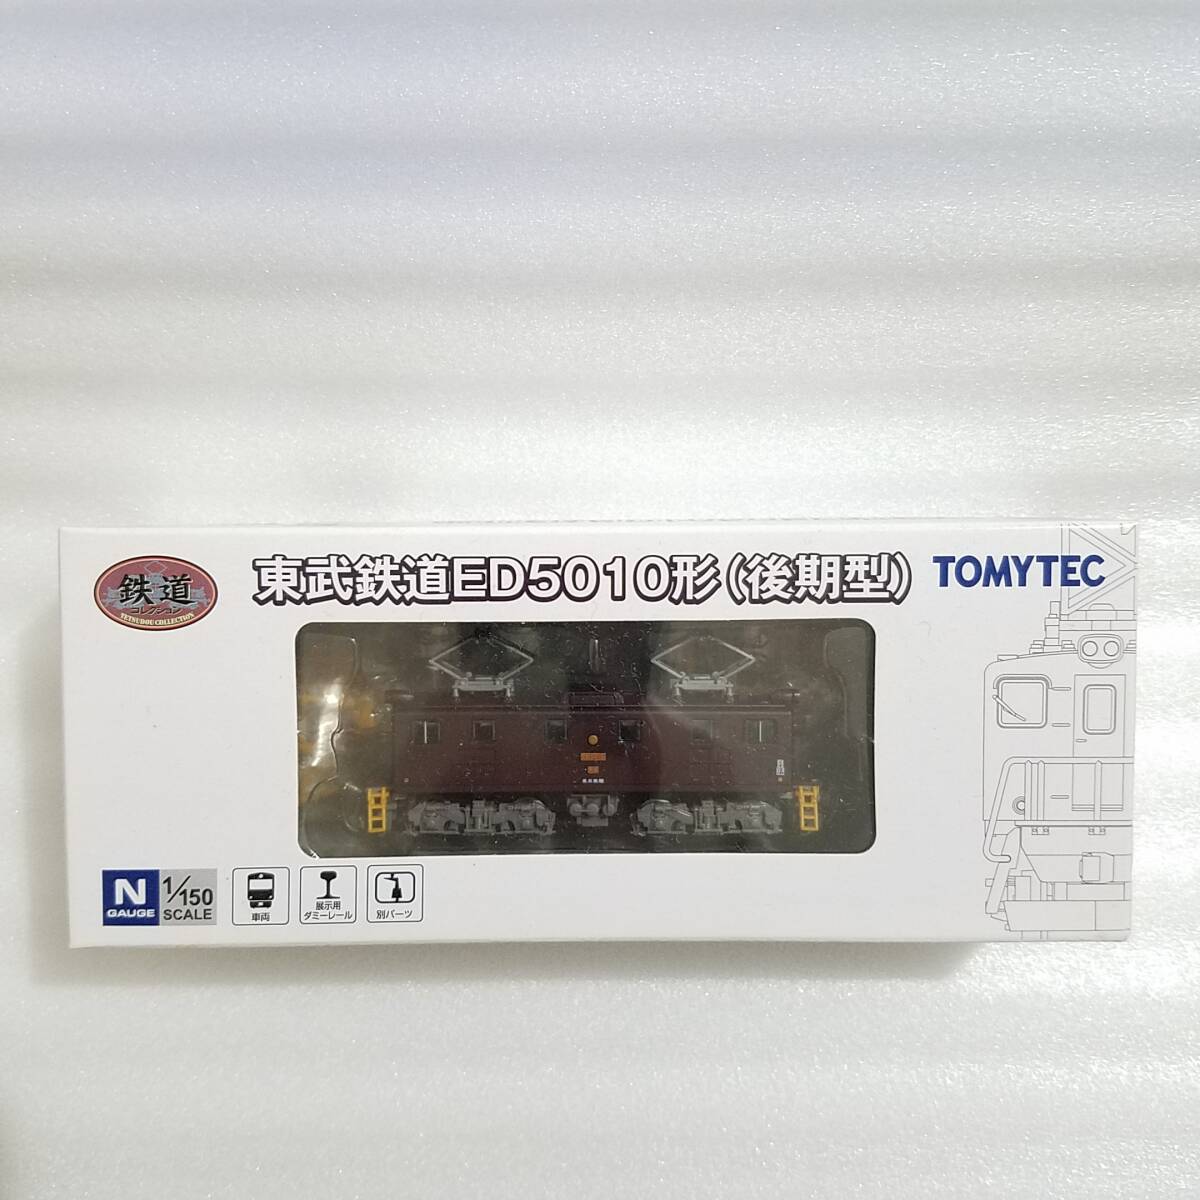 鉄道
コレクション
TETSUDOU COLLECTION
東武鉄道ED5010形(後期型)
TOMYTEC
N
GAUGE
1/150
SCALE
車両
展示用
ダミーレール
別パーツ